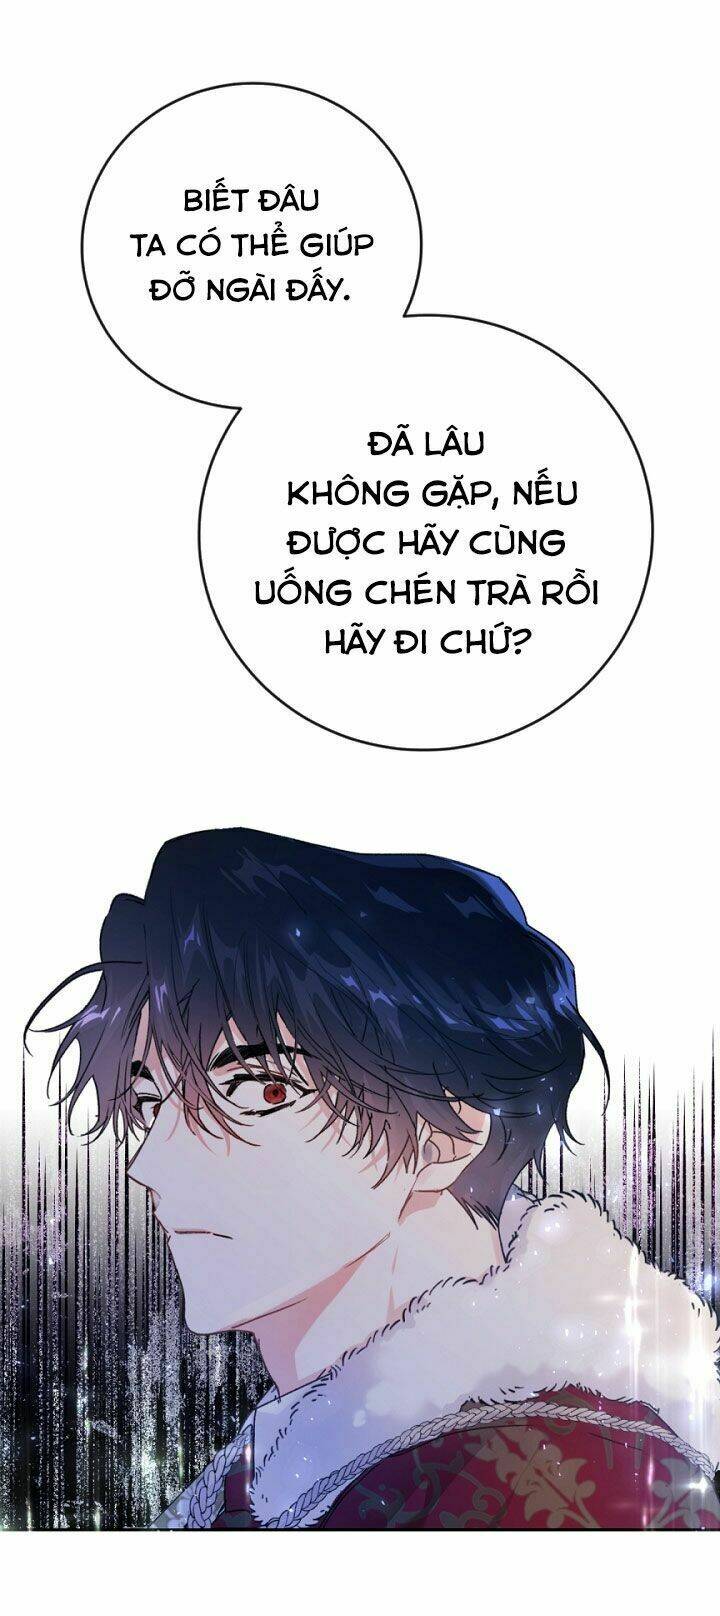 BIẾT ĐÂU
TA CÓ THỂ GIÚP
ĐỠ NGÀI ĐẤY.
ĐÃ LÂU
KHÔNG GẶP, NẾU
ĐƯỢC HÃY CÙNG
UỐNG CHÉN TRÀ RỒI
HÃY ĐI CHỨ?